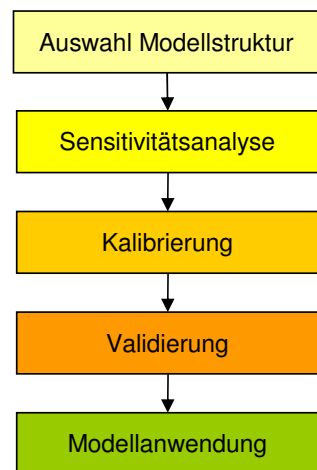 Auswahl Modellstruktur
Sensitivitätsanalyse
Kalibrierung
Validierung
Modellanwendung